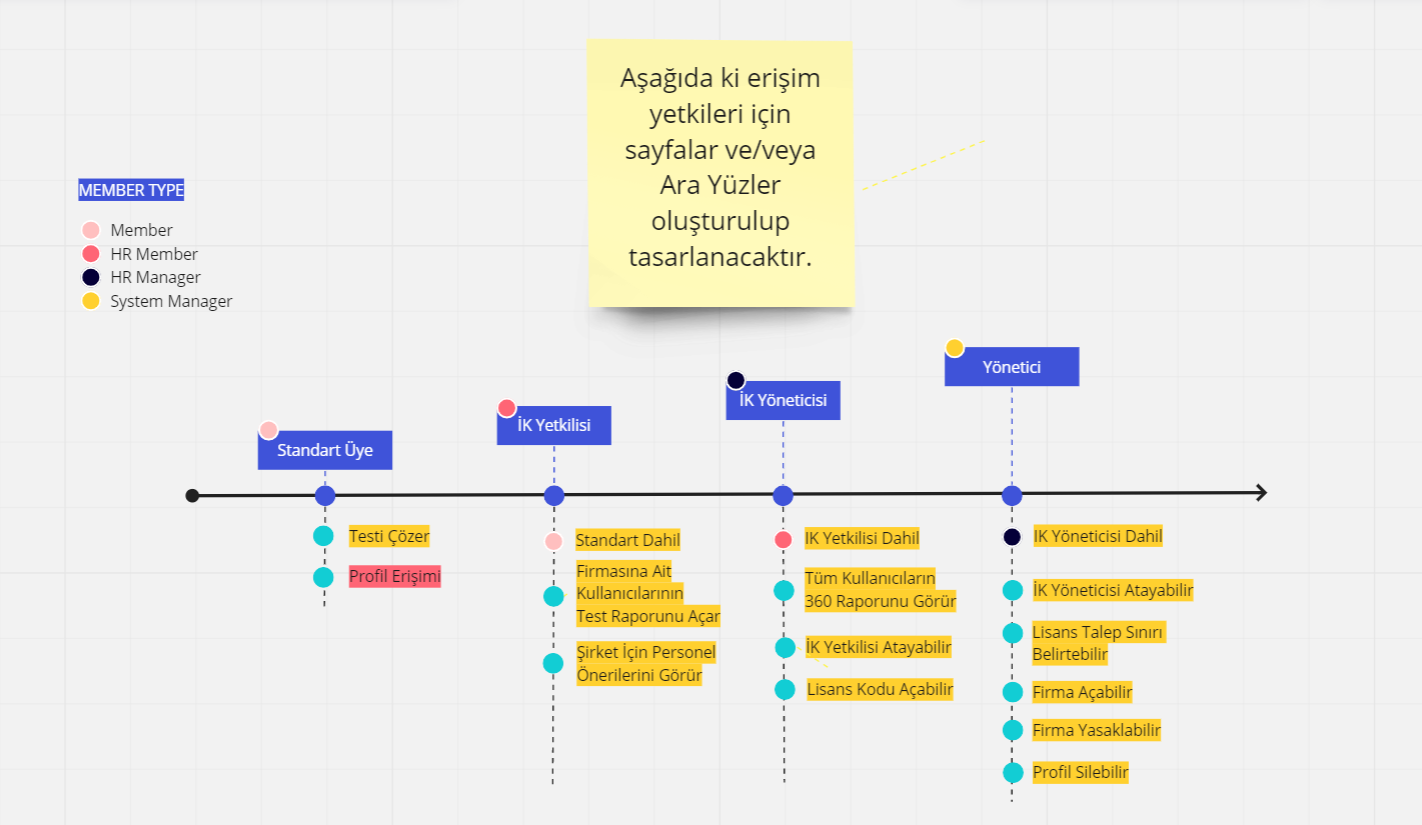 Aşağıda ki erişim
yetkileri için
sayfalar ve/veya
Ara Yüzler
oluşturulup
tasarlanacaktır.
MEMBER TYPE
Member
HR Member
HR Manager
System Manager
Standart Üye
Testi Çözer
Profil Erişimi
İK Yetkilisi
Standart Dahil
Firmasına Ait
Kullanıcılarının
Test Raporunu Açar
Şirket İçin Personel
Önerilerini Görür
İK Yöneticisi
IK Yetkilisi Dahil
Tüm Kullanıcıların
360 Raporunu Görür
İK Yetkilisi Atayabilir
Lisans Kodu Açabilir
Yönetici
IK Yöneticisi Dahil
İK Yöneticisi Atayabilir
Lisans Talep Sınırı
Belirtebilir
Firma Açabilir
Firma Yasaklabilir
Profil Silebilir